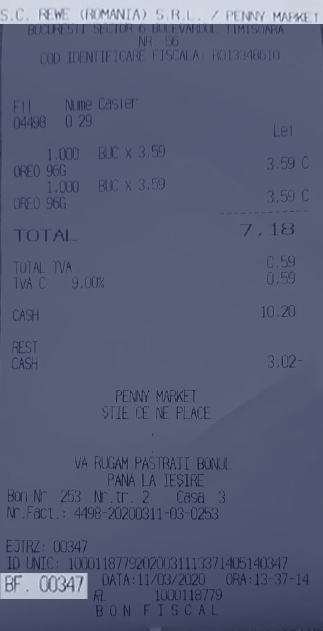 S.C. REWE (ROMANIA) S.R.L. / PENNY MARKET
BUCURESTI SECTOR 6 BULEVARDUL TIMISOARA
NR. 56
COD IDENTIFICARE FISCALA: RO13348610
Fil Nume Casier
04498 0 29
Lei
1.000 BUC x 3.59
OREO 96G 3.59 C
1.000 BUC x 3.59
OREO 96G 3.59 C
TOTAL 7.18
TOTAL TVA 0.59
TVA C 9.00% 0.59
CASH 10.20
REST
CASH 3.02-
PENNY MARKET
STIE CE NE PLACE
VA RUGAM PASTRATI BONUL
PANA LA IESIRE
Bon Nr 253 Nr.tr. 2 Casa 3
Nr.Fact.: 4498-20200311-03-0253
EJTRZ: 00347
ID UNIC: 1000118779202003111337140514​0347
BF. 00347 DATA:11/03/2020 ORA:13-37-14
1000118779
BON FISCAL